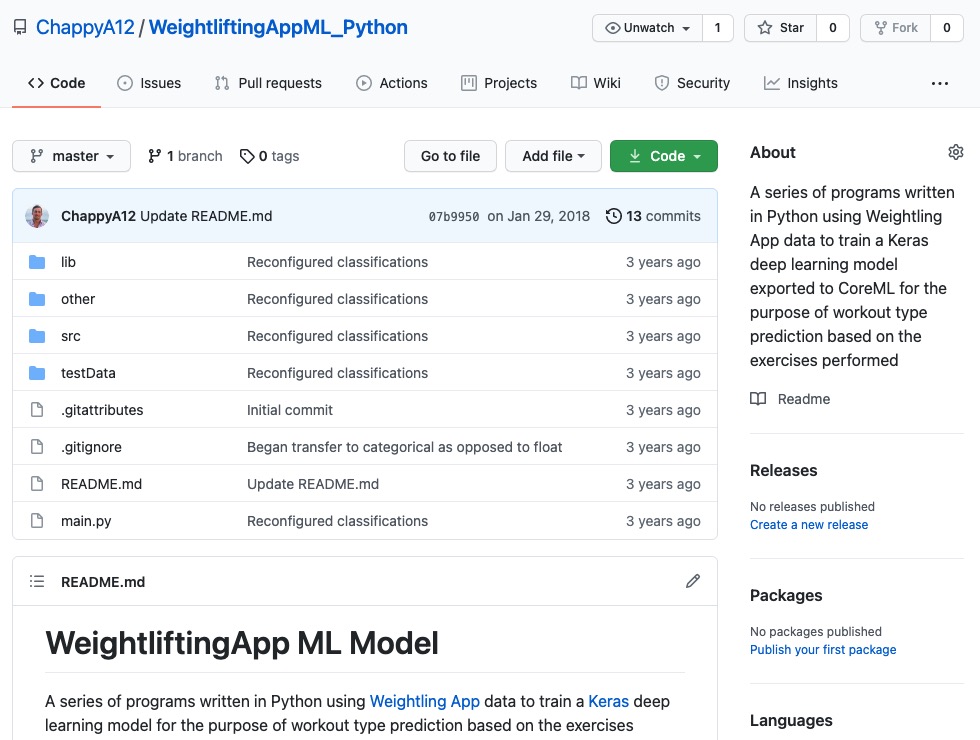 ChappyA12 / WeightliftingAppML_Python
Unwatch 1 Star 0 Fork 0
Code Issues Pull requests Actions Projects Wiki Security Insights ...
master 1 branch 0 tags Go to file Add file Code
ChappyA12 Update README.md 07b9950 on Jan 29, 2018 13 commits
lib Reconfigured classifications 3 years ago
other Reconfigured classifications 3 years ago
src Reconfigured classifications 3 years ago
testData Reconfigured classifications 3 years ago
.gitattributes Initial commit 3 years ago
.gitignore Began transfer to categorical as opposed to float 3 years ago
README.md Update README.md 3 years ago
main.py Reconfigured classifications 3 years ago
README.md
WeightliftingApp ML Model
A series of programs written in Python using Weightling App data to train a Keras deep
learning model for the purpose of workout type prediction based on the exercises
About
A series of programs written
in Python using Weightling
App data to train a Keras
deep learning model
exported to CoreML for the
purpose of workout type
prediction based on the
exercises performed
Readme
Releases
No releases published
Create a new release
Packages
No packages published
Publish your first package
Languages